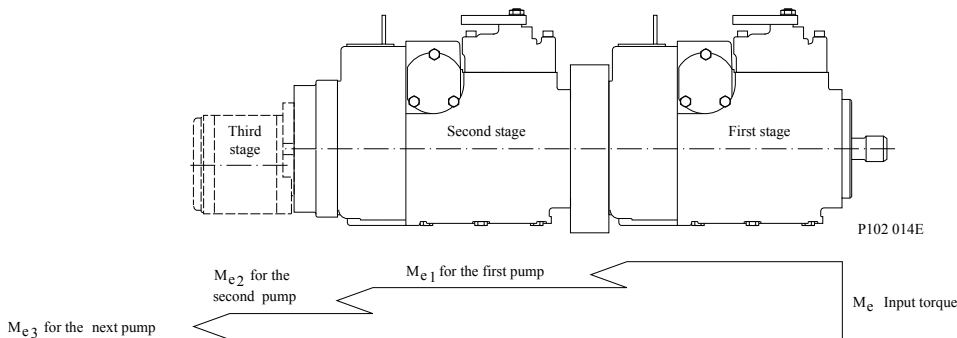 Third
stage
Second stage
First stage
P102 014E
Me1 for the first pump
Me2 for the
second pump
Me Input torque
Me3 for the next pump